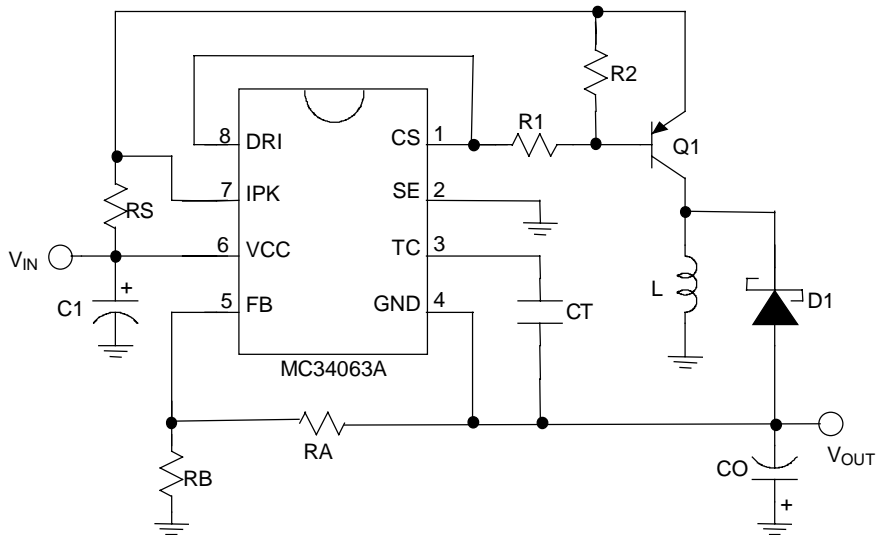 R2
R1
Q1
8 DRI CS 1
7 IPK SE 2
RS
VIN
6 VCC TC 3
C1 +
5 FB GND 4
CT
L
D1
MC34063A
RA
RB
CO
+
VOUT